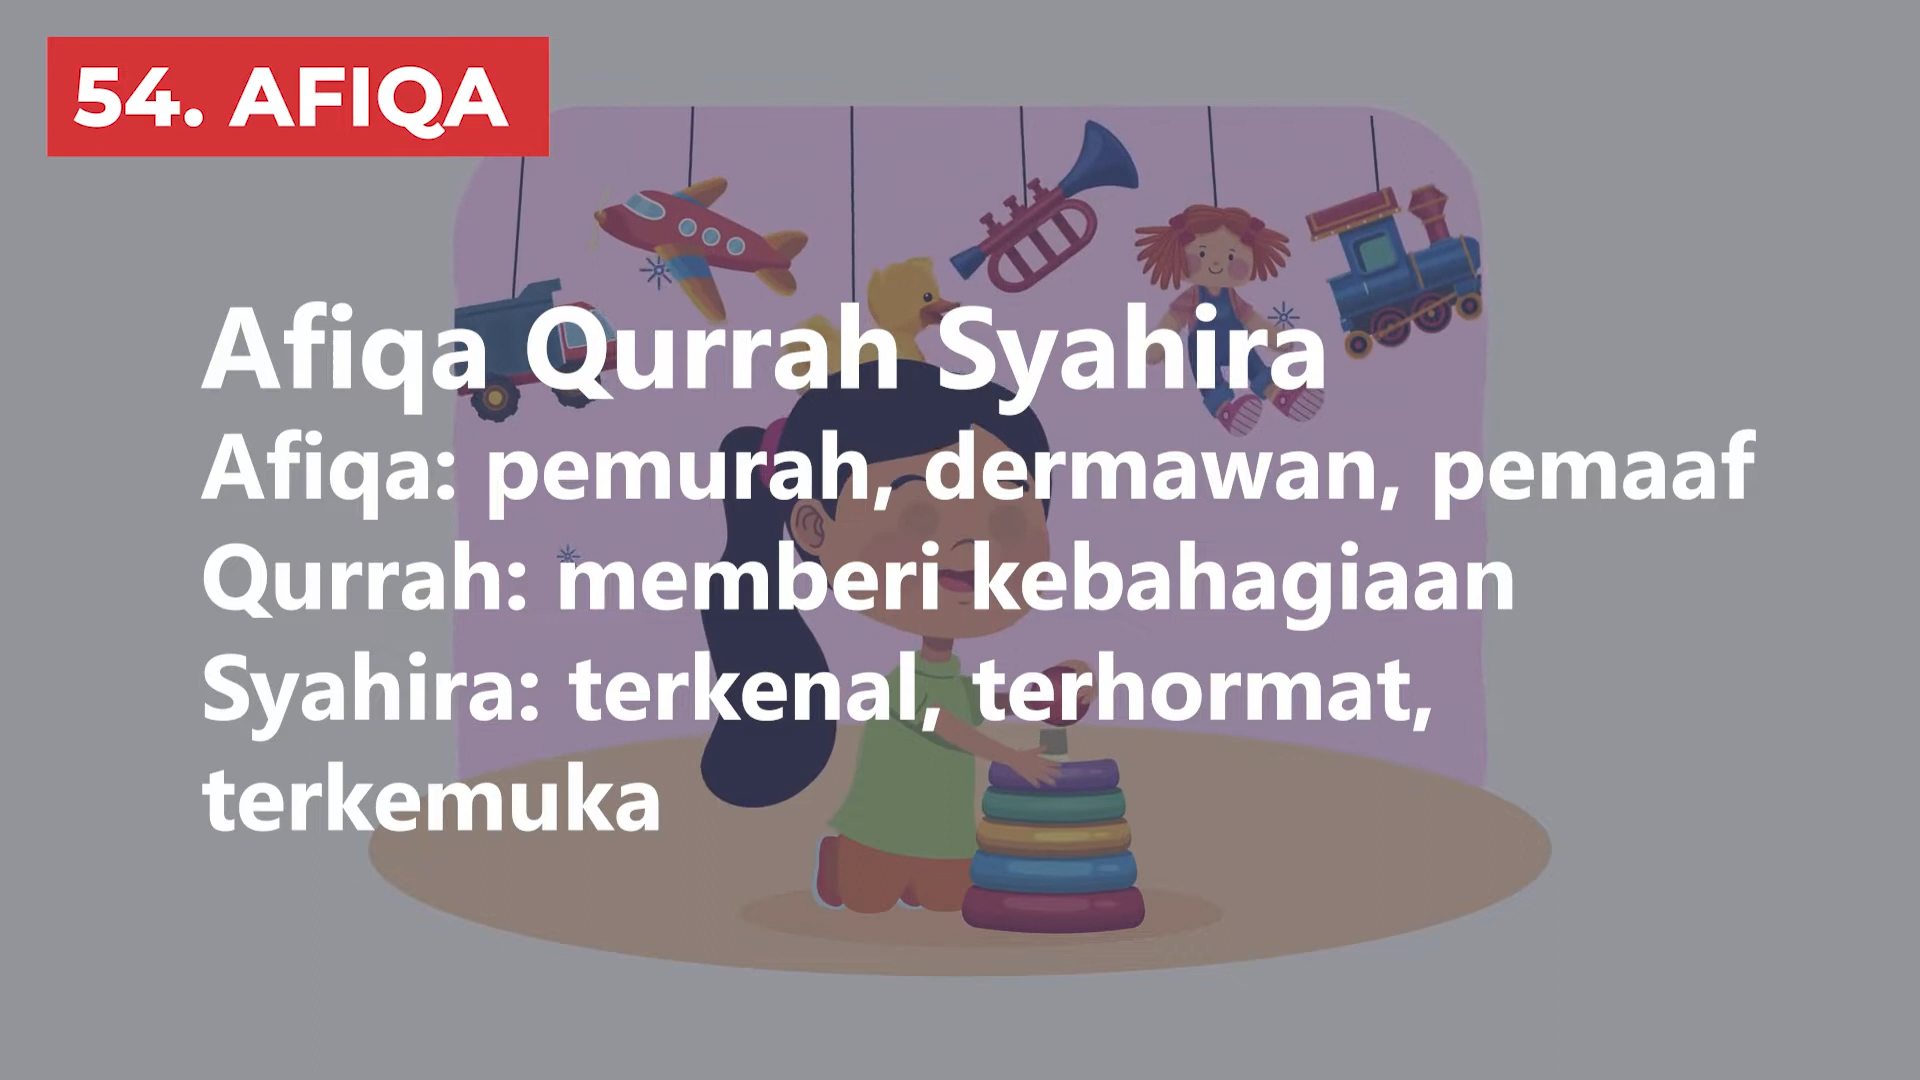 54. AFIQA
Afiqa Qurrah Syahira
Afiqa: pemurah, dermawan, pemaaf
Qurrah: memberi kebahagiaan
Syahira: terkenal, terhormat,
terkemuka